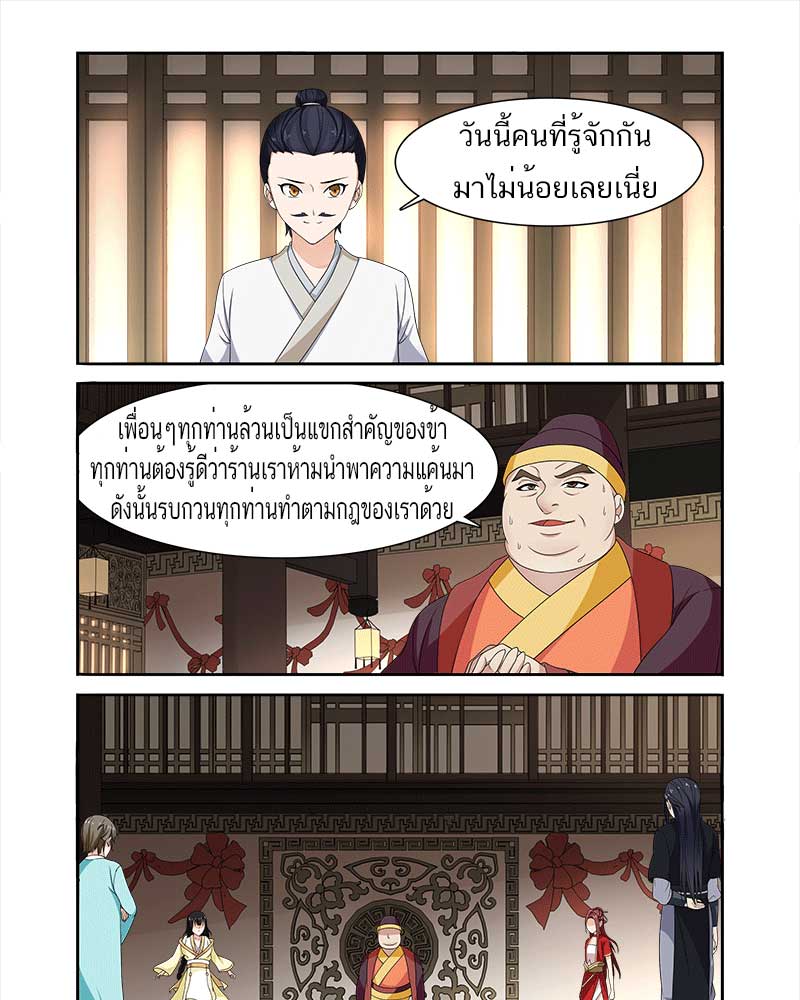 วันนี้คนที่รู้จักกัน
มาไม่น้อยเลยเนี่ย
เพื่อนๆทุกท่านล้วนเป็นแขกสำคัญของข้า
ทุกท่านต้องรู้ดีว่าร้านเราห้ามนำพาความแค้นมา
ดังนั้นรบกวนทุกท่านทำตามกฎของเราด้วย